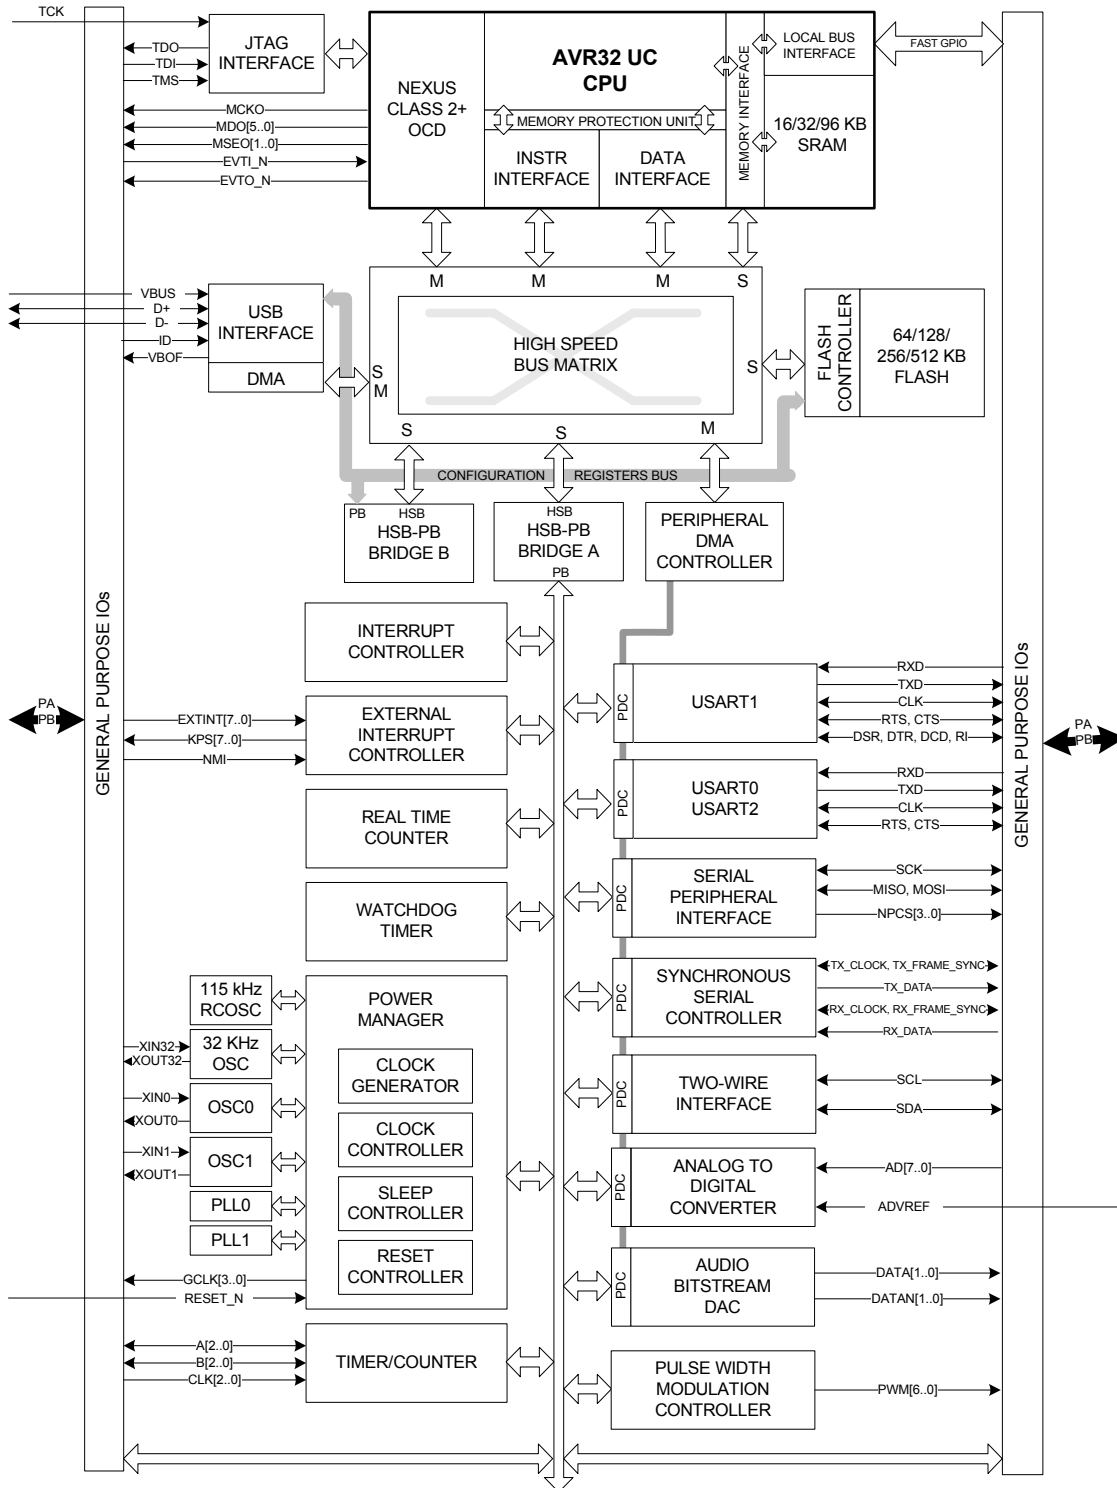 TCK
TDO
TDI
TMS
JTAG
INTERFACE
MCKO
MDO[5..0]
MSEO[1..0]
EVTI_N
EVTO_N
NEXUS
CLASS 2+
OCD
AVR32 UC
CPU
MEMORY PROTECTION UNIT
INSTR
INTERFACE
DATA
INTERFACE
MEMORY INTERFACE
LOCAL BUS
INTERFACE
16/32/96 KB
SRAM
FAST GPIO
M
M
M
S
VBUS
D+
D-
ID
VBOF
USB
INTERFACE
DMA
S
M
HIGH SPEED
BUS MATRIX
S
FLASH
CONTROLLER
64/128/
256/512 KB
FLASH
S
S
M
CONFIGURATION
REGISTERS BUS
PB
HSB
HSB-PB
BRIDGE B
HSB
HSB-PB
BRIDGE A
PB
PERIPHERAL
DMA
CONTROLLER
GENERAL PURPOSE IOs
PA
PB
INTERRUPT
CONTROLLER
EXTINT[7..0]
KPS[7..0]
NMI
EXTERNAL
INTERRUPT
CONTROLLER
REAL TIME
COUNTER
WATCHDOG
TIMER
115 kHz
RCOSC
XIN32
XOUT32
32 KHz
OSC
XIN0
XOUT0
OSC0
XIN1
XOUT1
OSC1
PLL0
PLL1
GCLK[3..0]
RESET_N
POWER
MANAGER
CLOCK
GENERATOR
CLOCK
CONTROLLER
SLEEP
CONTROLLER
RESET
CONTROLLER
A[2..0]
B[2..0]
CLK[2..0]
TIMER/COUNTER
PDC
USART1
RXD
TXD
CLK
RTS, CTS
DSR, DTR, DCD, RI
PDC
USART0
USART2
RXD
TXD
CLK
RTS, CTS
PDC
SERIAL
PERIPHERAL
INTERFACE
SCK
MISO, MOSI
NPCS[3..0]
PDC
SYNCHRONOUS
SERIAL
CONTROLLER
TX_CLOCK, TX_FRAME_SYNC
TX_DATA
RX_CLOCK, RX_FRAME_SYNC
RX_DATA
PDC
TWO-WIRE
INTERFACE
SCL
SDA
PDC
ANALOG TO
DIGITAL
CONVERTER
AD[7..0]
ADVREF
PDC
AUDIO
BITSTREAM
DAC
DATA[1..0]
DATAN[1..0]
PULSE WIDTH
MODULATION
CONTROLLER
PWM[6..0]
GENERAL PURPOSE IOs
PA
PB